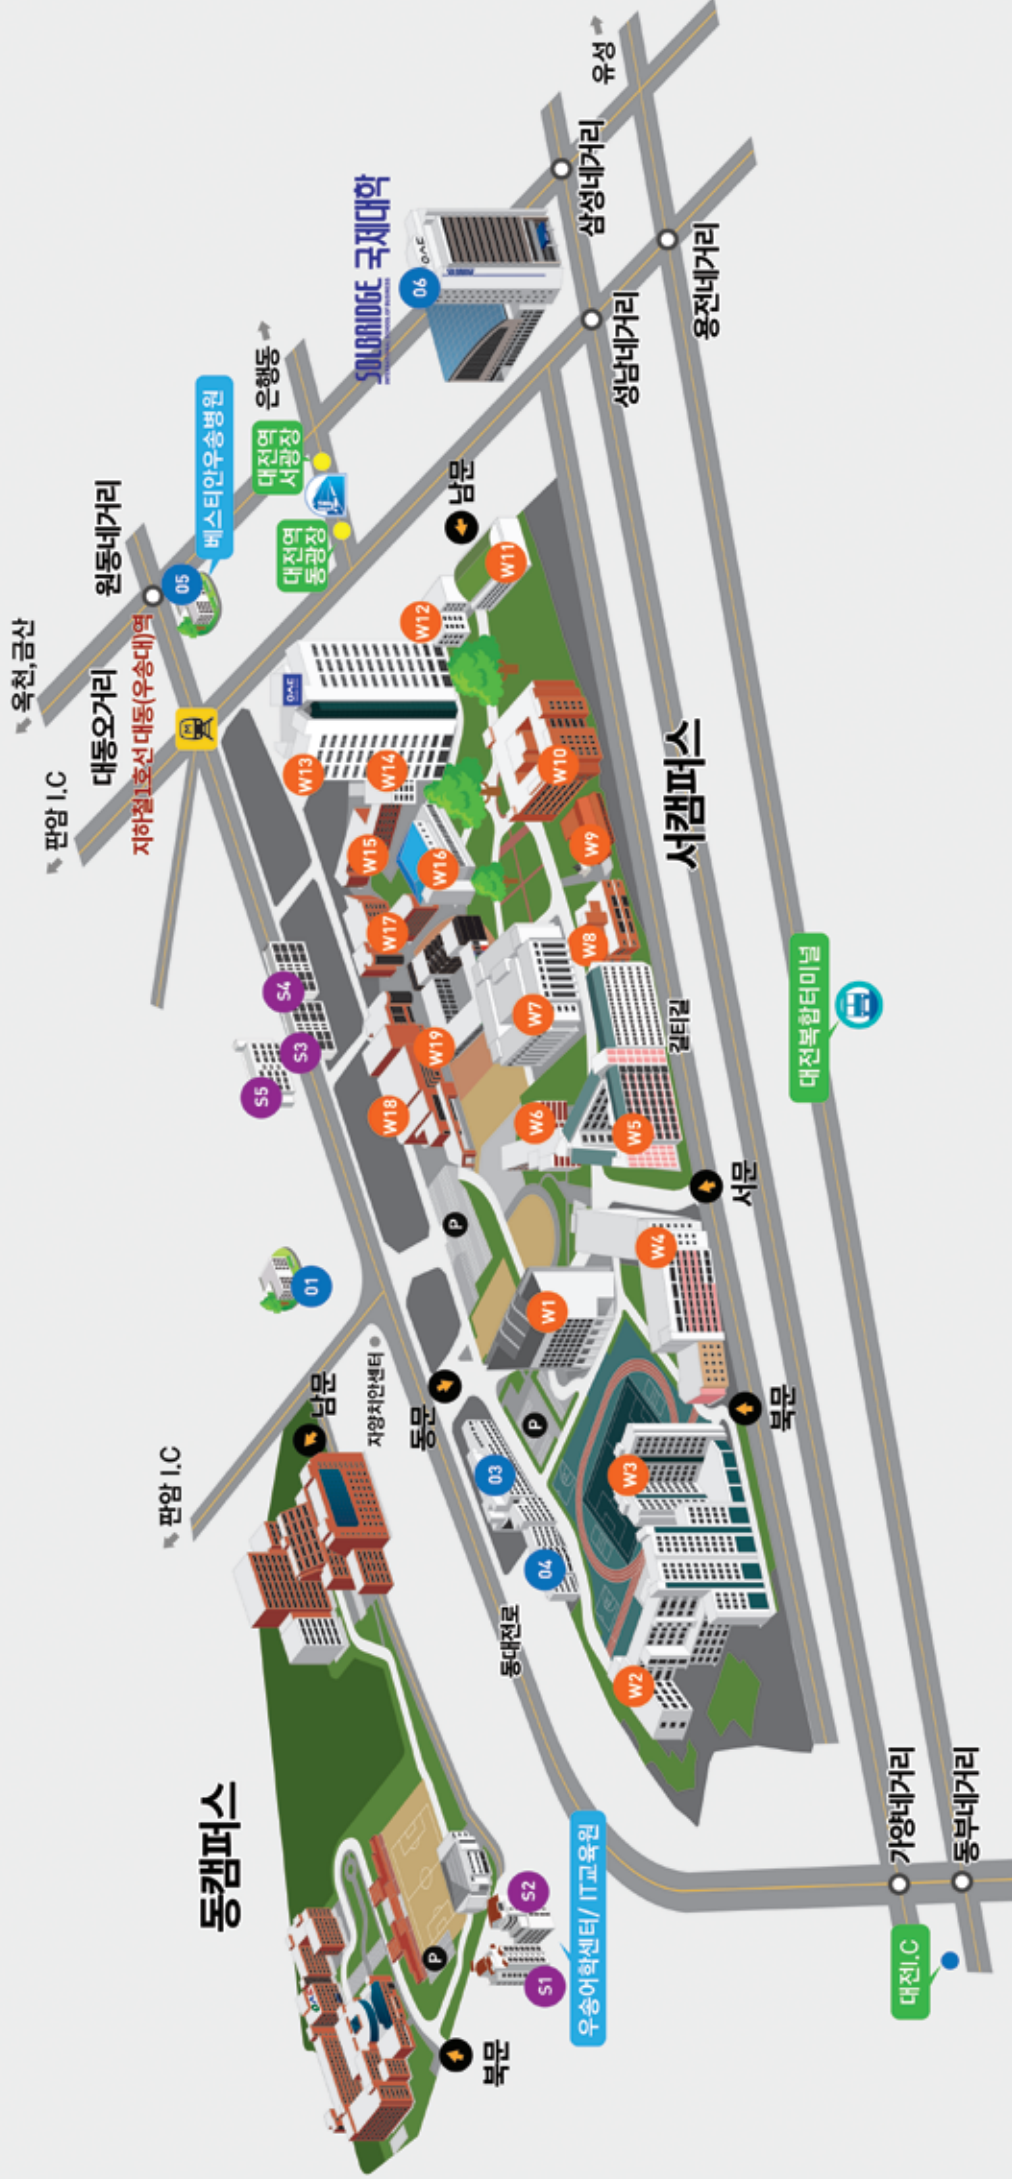 동캠퍼스
북문
우송어학센터/ IT교육원
S1
S2
P
대전I.C
가양네거리
동부네거리
판암 I.C
남문
자양치안센터
동문
동대전로
01
03
04
W2
W3
W1
W4
P
P
북문
서문
길티길
서캠퍼스
대전복합터미널
S5
S3
S4
W18
W19
W17
W15
W16
W6
W5
W7
W8
W9
W10
W13
W14
W12
W11
남문
판암 I.C
옥천,금산
대동오거리
지하철1호선 대동(우송대)역
M
원동네거리
05
베스티안우송병원
대전역
동광장
대전역
서광장
은행동
SOLBRIDGE 국제대학
06
성남네거리
삼성네거리
용전네거리
유성